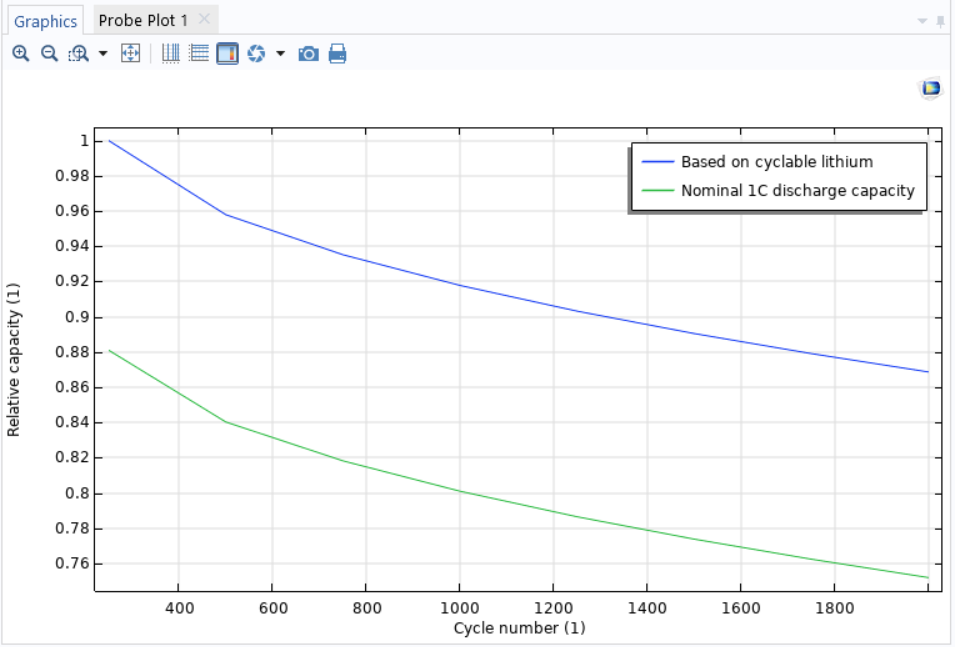 Graphics
Probe Plot 1
Based on cyclable lithium
Nominal 1C discharge capacity
Relative capacity (1)
1
0.98
0.96
0.94
0.92
0.9
0.88
0.86
0.84
0.82
0.8
0.78
0.76
400 600 800 1000 1200 1400 1600 1800
Cycle number (1)